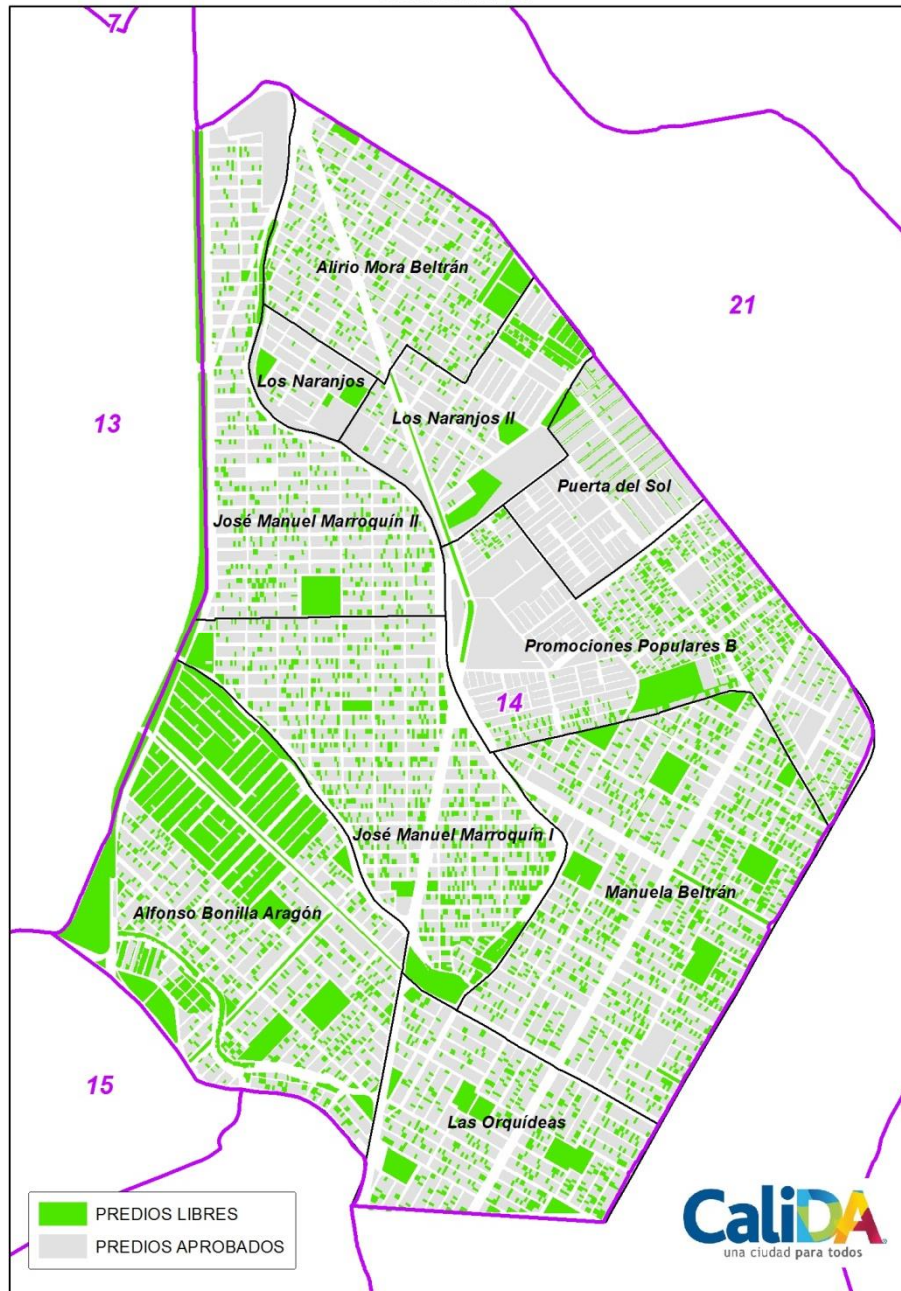 7
Alirio Mora Beltrán
21
Los Naranjos
13
Los Naranjos II
Puerta del Sol
José Manuel Marroquín II
Promociones Populares B
14
José Manuel Marroquín I
Manuela Beltrán
Alfonso Bonilla Aragón
15
Las Orquídeas
PREDIOS LIBRES
PREDIOS APROBADOS
CaliDA
una ciudad para todos